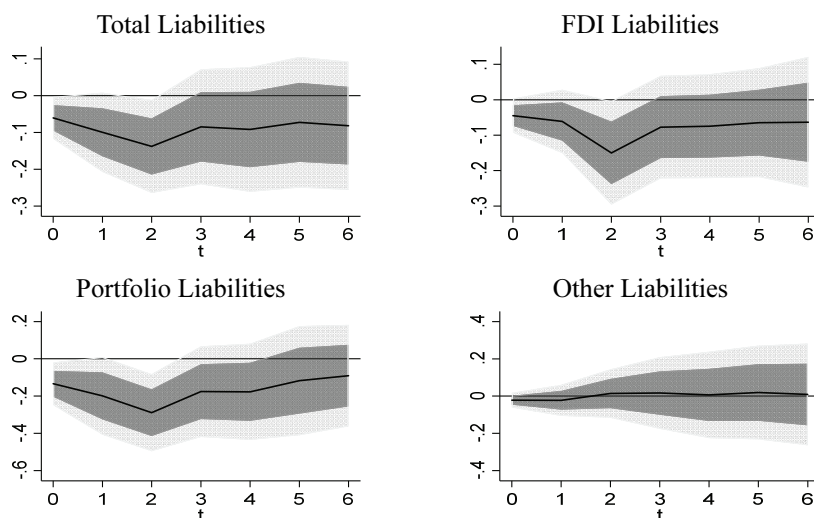 Total Liabilities
.1
0
-.1
-.2
-.3
0 1 2 3 4 5 6
t
FDI Liabilities
.1
0
-.1
-.2
-.3
0 1 2 3 4 5 6
t
Portfolio Liabilities
.2
0
-.2
-.4
-.6
0 1 2 3 4 5 6
t
Other Liabilities
.4
.2
0
-.2
-.4
0 1 2 3 4 5 6
t